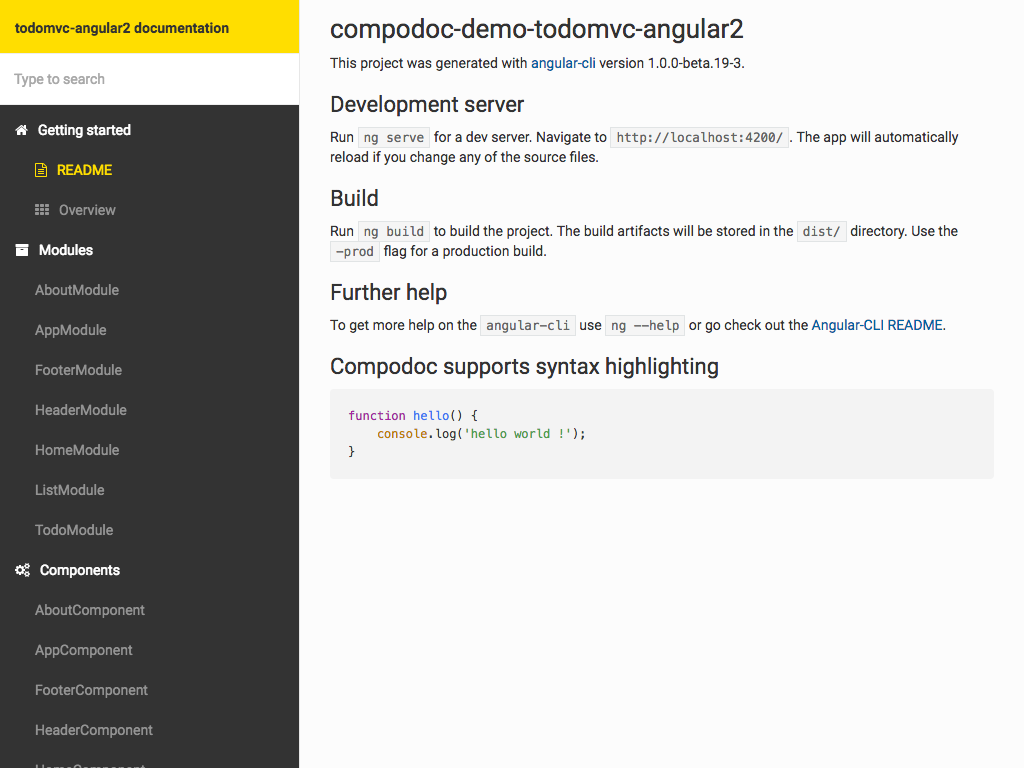 todomvc-angular2 documentation
Type to search
Getting started
README
Overview
Modules
AboutModule
AppModule
FooterModule
HeaderModule
HomeModule
ListModule
TodoModule
Components
AboutComponent
AppComponent
FooterComponent
HeaderComponent
HomeComponent
compodoc-demo-todomvc-angular2
This project was generated with angular-cli version 1.0.0-beta.19-3.
Development server
Run ng serve for a dev server. Navigate to http://localhost:4200/. The app will automatically
reload if you change any of the source files.
Build
Run ng build to build the project. The build artifacts will be stored in the dist/ directory. Use the
-prod flag for a production build.
Further help
To get more help on the angular-cli use ng --help or go check out the Angular-CLI README.
Compodoc supports syntax highlighting
function hello() {
    console.log('hello world !');
}